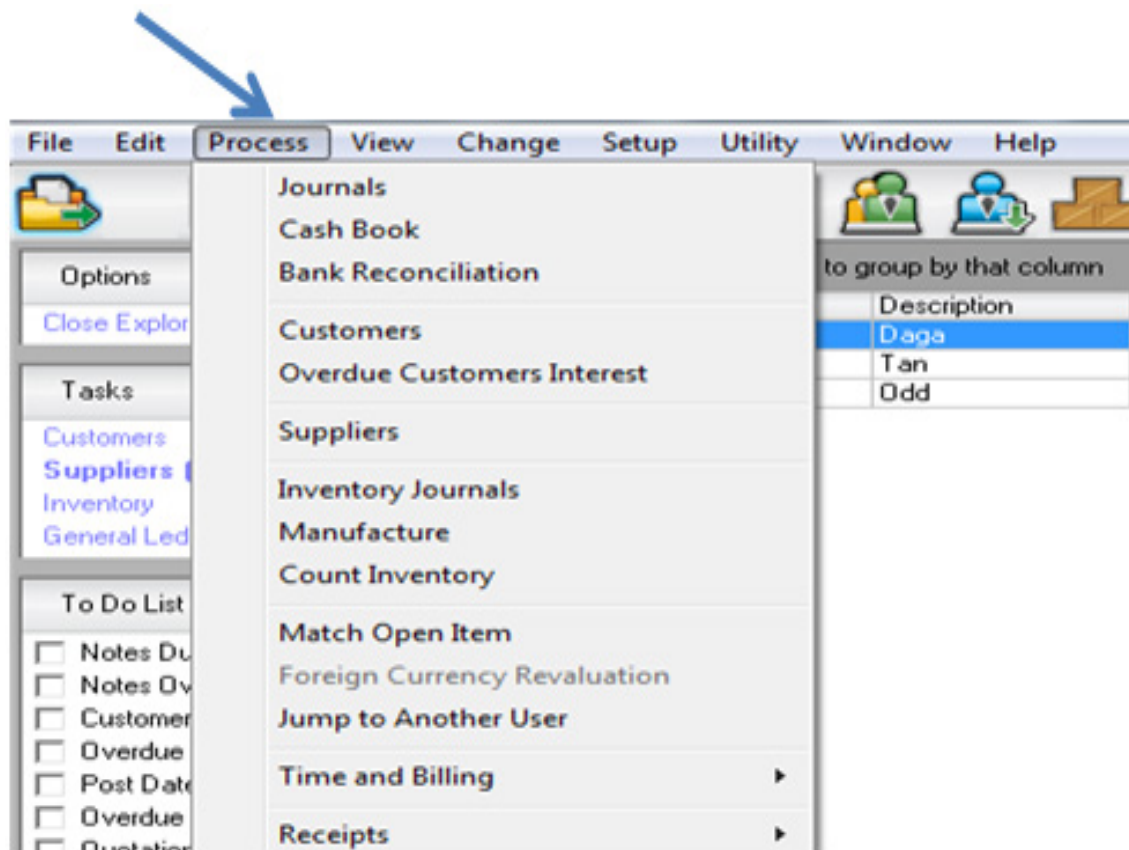 File Edit Process View Change Setup Utility Window Help
Journals
Cash Book
Bank Reconciliation
Customers
Overdue Customers Interest
Suppliers
Inventory Journals
Manufacture
Count Inventory
Match Open Item
Foreign Currency Revaluation
Jump to Another User
Time and Billing
Receipts
Options
Close Explor
Tasks
Customers
Suppliers
Inventory
General Led
To Do List
Notes Du
Notes Ov
Customer
Overdue
Post Date
Overdue
to group by that column
Description
Daga
Tan
Odd